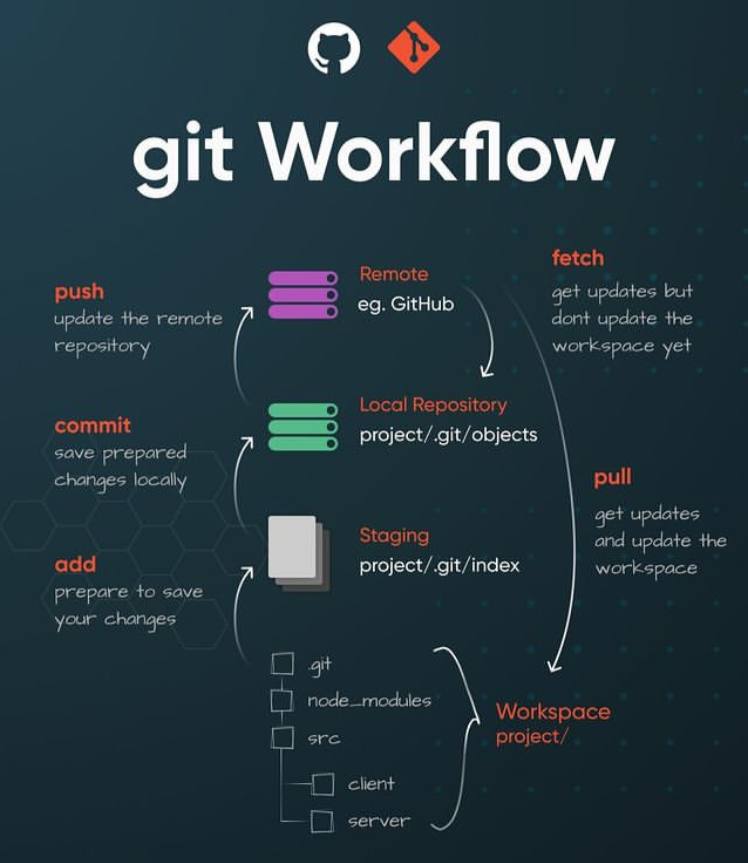 git Workflow
fetch
get updates but
dont update the
workspace yet
Remote
eg. GitHub
push
update the remote
repository
Local Repository
project/.git/objects
commit
save prepared
changes locally
pull
get updates
and update the
workspace
Staging
project/.git/index
add
prepare to save
your changes
.git
node_modules
src
client
server
Workspace
project/